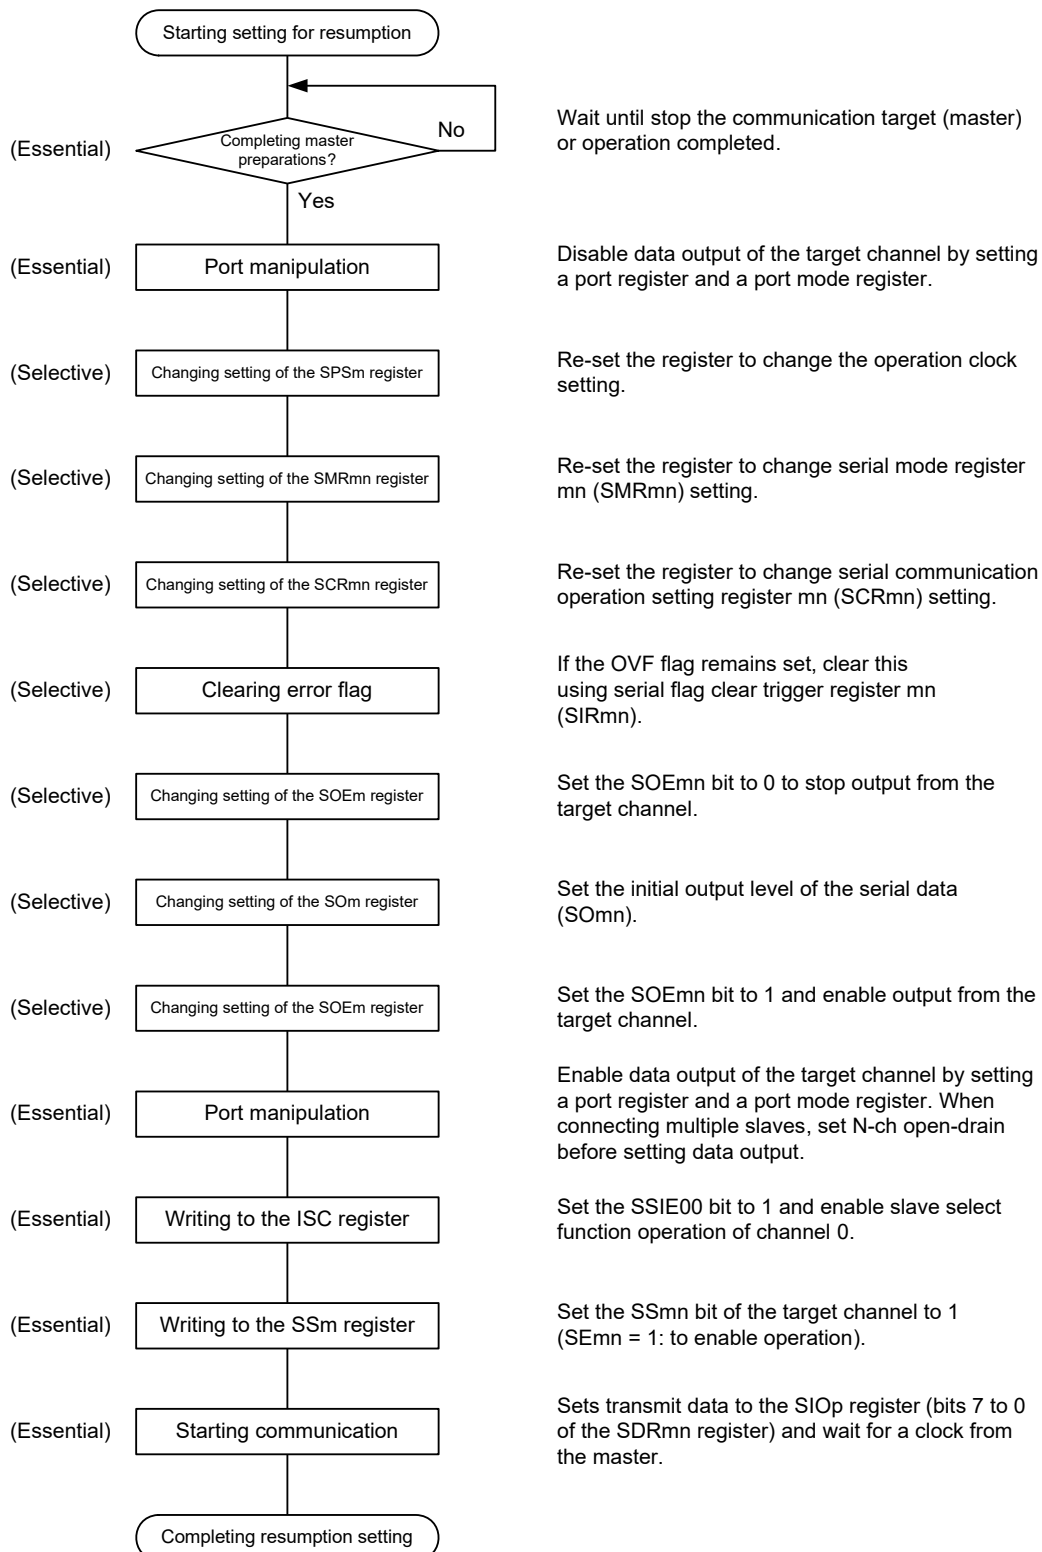 Starting setting for resumption
(Essential)
Completing master
preparations?
No
Wait until stop the communication target (master)
or operation completed.
Yes
(Essential)
Port manipulation
Disable data output of the target channel by setting
a port register and a port mode register.
(Selective)
Changing setting of the SPSm register
Re-set the register to change the operation clock
setting.
(Selective)
Changing setting of the SMRmn register
Re-set the register to change serial mode register
mn (SMRmn) setting.
(Selective)
Changing setting of the SCRmn register
Re-set the register to change serial communication
operation setting register mn (SCRmn) setting.
(Selective)
Clearing error flag
If the OVF flag remains set, clear this
using serial flag clear trigger register mn
(SIRmn).
(Selective)
Changing setting of the SOEm register
Set the SOEmn bit to 0 to stop output from the
target channel.
(Selective)
Changing setting of the SOm register
Set the initial output level of the serial data
(SOmn).
(Selective)
Changing setting of the SOEm register
Set the SOEmn bit to 1 and enable output from the
target channel.
(Essential)
Port manipulation
Enable data output of the target channel by setting
a port register and a port mode register. When
connecting multiple slaves, set N-ch open-drain
before setting data output.
(Essential)
Writing to the ISC register
Set the SSIE00 bit to 1 and enable slave select
function operation of channel 0.
(Essential)
Writing to the SSm register
Set the SSmn bit of the target channel to 1
(SEmn = 1: to enable operation).
(Essential)
Starting communication
Sets transmit data to the SIOp register (bits 7 to 0
of the SDRmn register) and wait for a clock from
the master.
Completing resumption setting